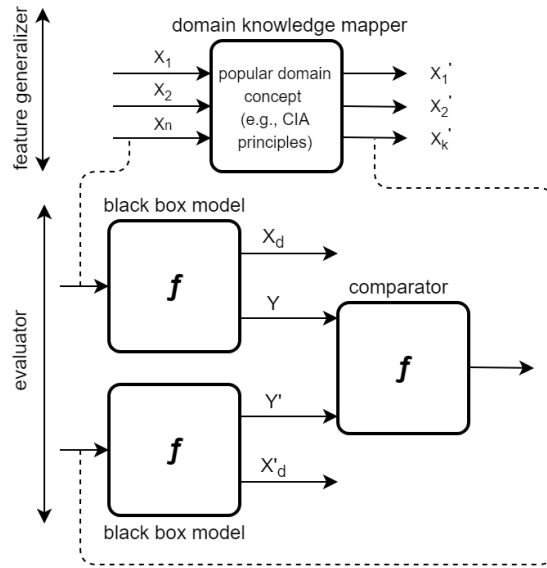 domain knowledge mapper
feature generalizer
X1
X2
Xn
popular domain
concept
(e.g., CIA
principles)
X1'
X2'
Xk'
black box model
evaluator
f
Xd
Y
comparator
f
f
Y'
X'd
black box model